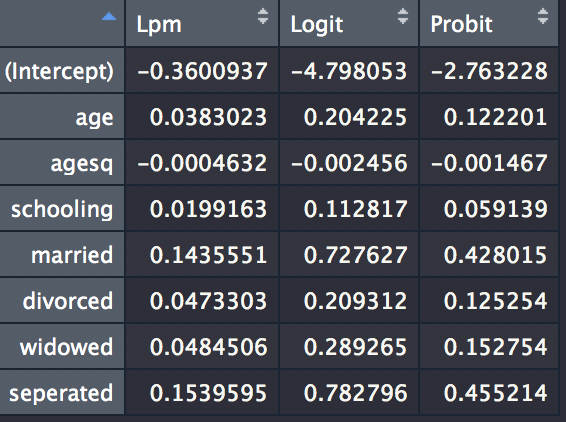 Lpm Logit Probit
(Intercept) −0.3600937 −4.798053 −2.763228
age 0.0383023 0.204225 0.122201
agesq −0.0004632 −0.002456 −0.001467
schooling 0.0199163 0.112817 0.059139
married 0.1435551 0.727627 0.428015
divorced 0.0473303 0.209312 0.125254
widowed 0.0484506 0.289265 0.152754
seperated 0.1539595 0.782796 0.455214